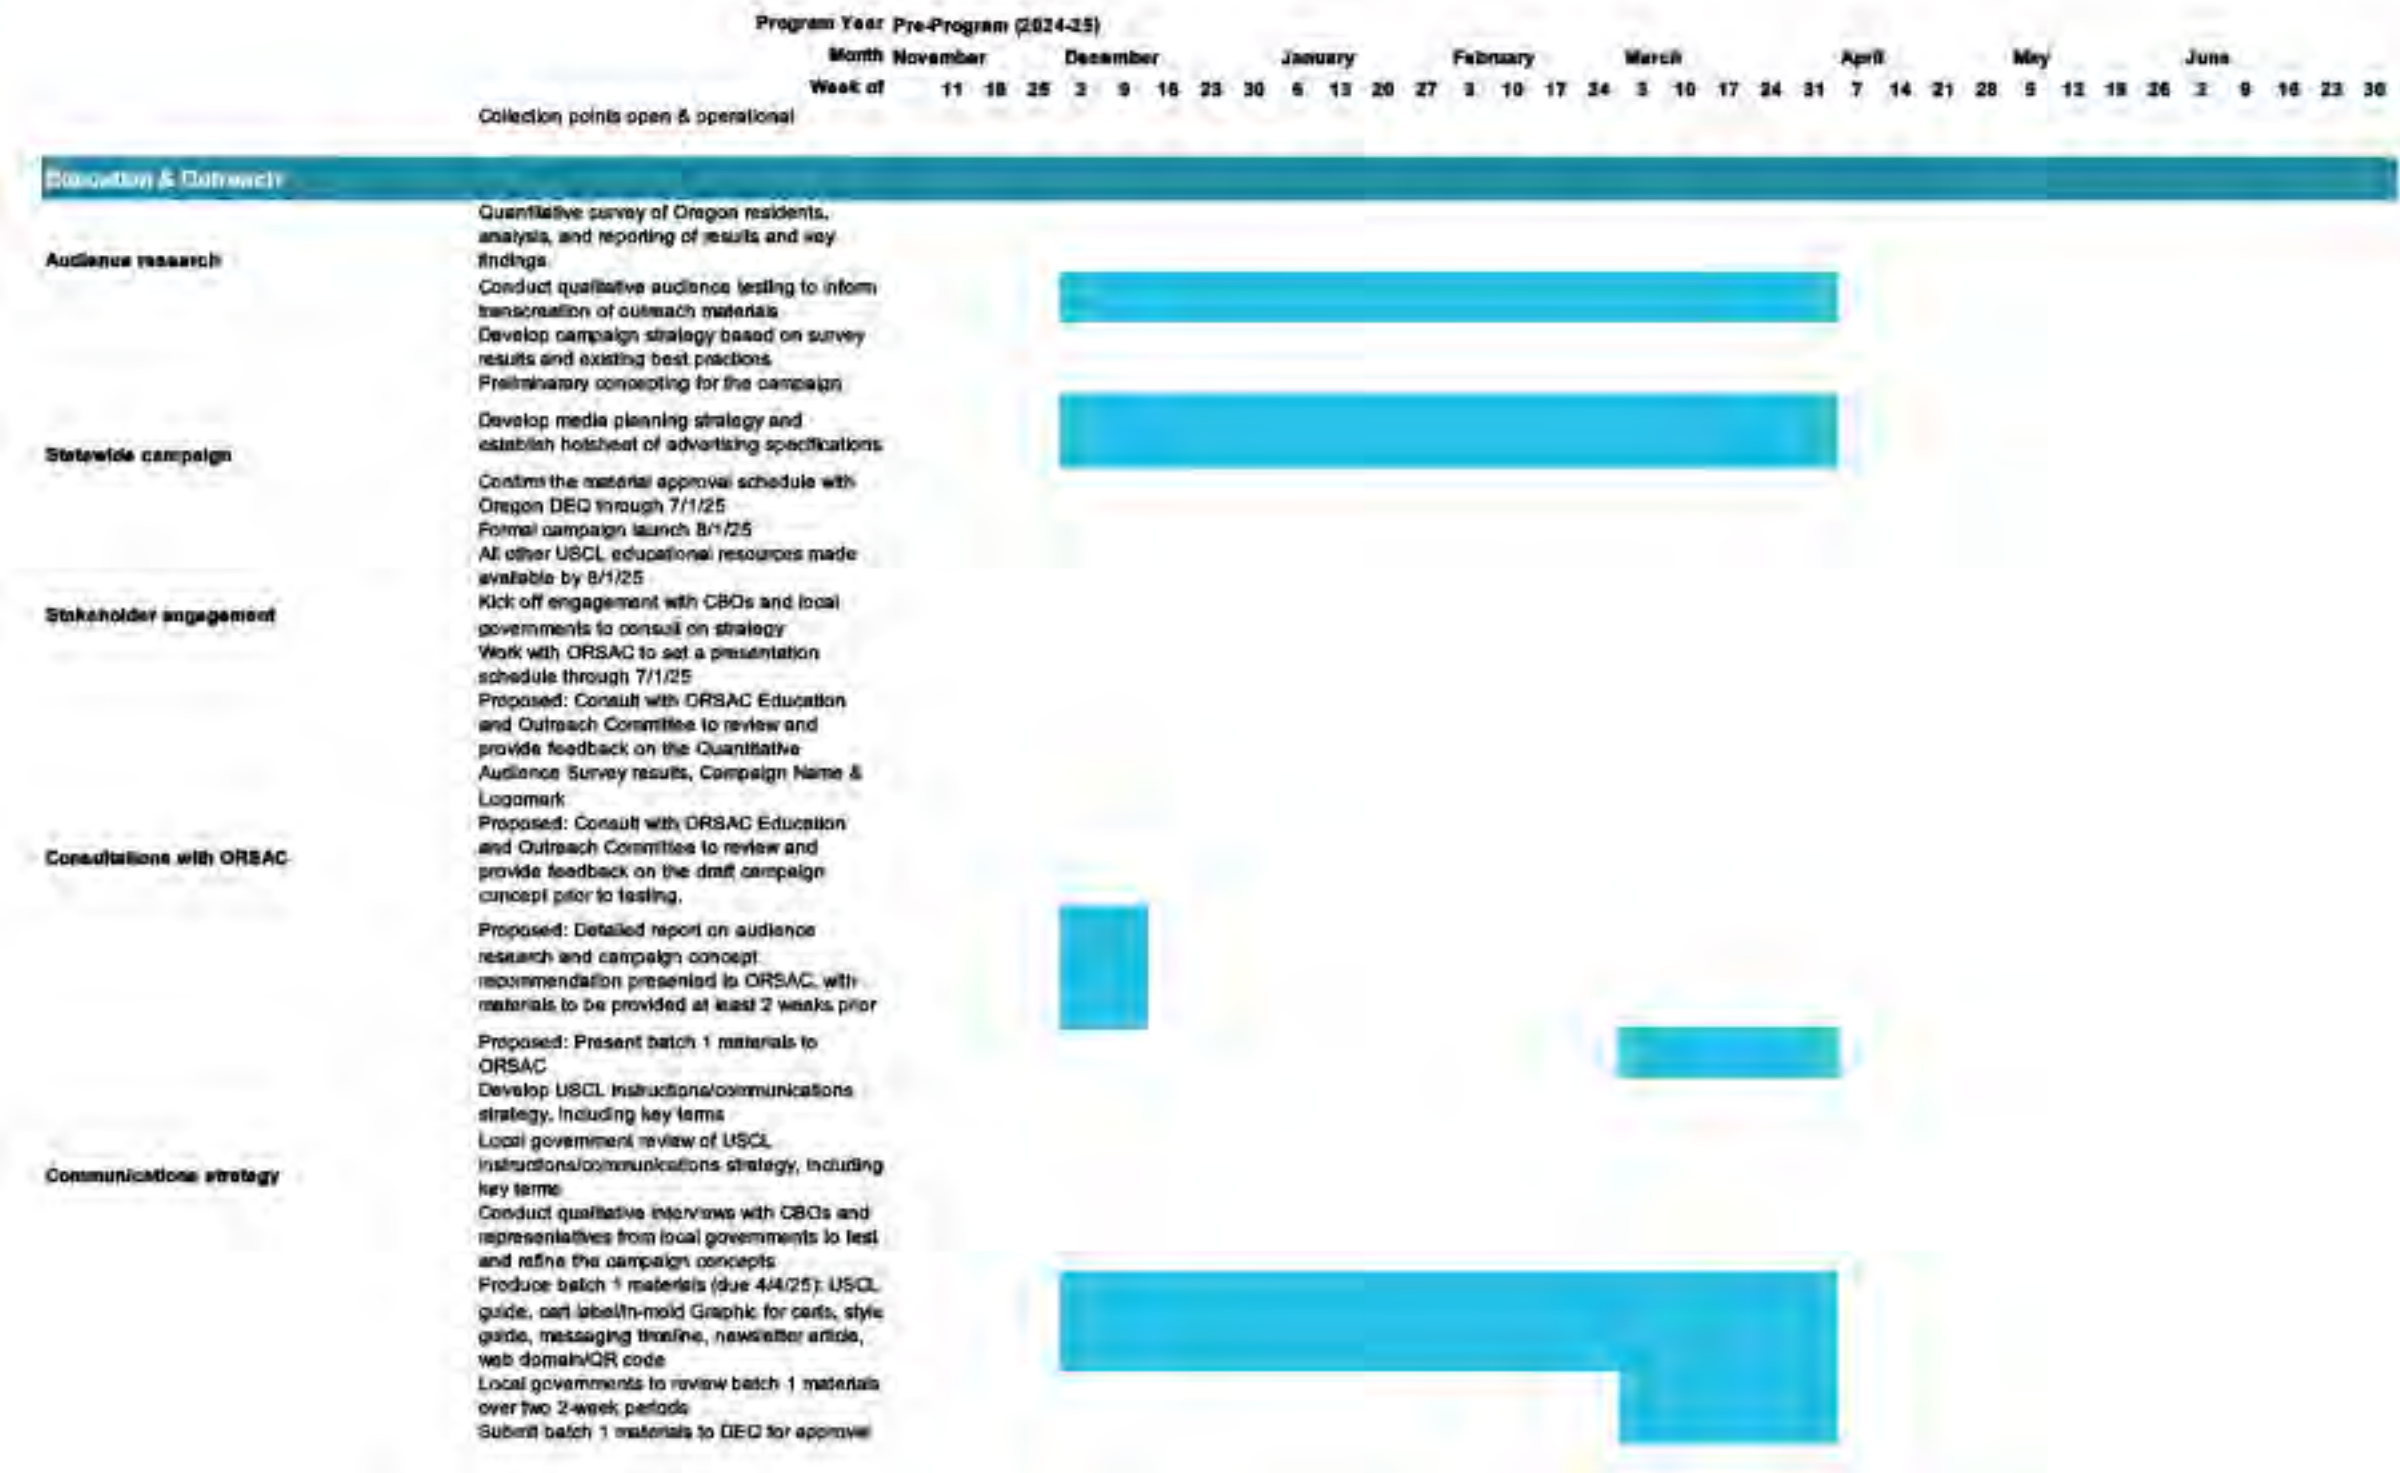 Program Year Pre-Program (2024-25)
Month November December January February March April May June
Week of 11 18 25 2 9 16 23 30 6 13 20 27 3 10 17 24 3 10 17 24 31 7 14 21 28 5 12 19 26 2 9 16 23 30
Collection points open & operational
Education & Outreach
Audience research
Quantitative survey of Oregon residents,
analysis, and reporting of results and key
findings
Conduct qualitative audience testing to inform
transcreation of outreach materials
Statewide campaign
Develop campaign strategy based on survey
results and existing best practices
Preliminarary concepting for the campaign
Develop media planning strategy and
establish hotsheet of advertising specifications
Confirm the material approval schedule with
Oregon DEQ through 7/1/25
Formal campaign launch 8/1/25
All other USCL educational resources made
available by 8/1/25
Stakeholder engagement
Kick off engagement with CBOs and local
governments to consult on strategy
Consultations with ORSAC
Work with ORSAC to set a presentation
schedule through 7/1/25
Proposed: Consult with ORSAC Education
and Outreach Committee to review and
provide feedback on the Quantitative
Audience Survey results, Campaign Name &
Logomark
Proposed: Consult with ORSAC Education
and Outreach Committee to review and
provide feedback on the draft campaign
concept prior to testing.
Proposed: Detailed report on audience
research and campaign concept
recommendation presented to ORSAC, with
materials to be provided at least 2 weeks prior
Proposed: Present batch 1 materials to
ORSAC
Communications strategy
Develop USCL instructions/communications
strategy, including key terms
Local government review of USCL
instructions/communications strategy, including
key terms
Conduct qualitative interviews with CBOs and
representatives from local governments to test
and refine the campaign concepts
Produce batch 1 materials (due 4/4/25): USCL
guide, cart label/in-mold Graphic for carts, style
guide, messaging timeline, newsletter article,
web domain/QR code
Local governments to review batch 1 materials
over two 2-week periods
Submit batch 1 materials to DEQ for approval